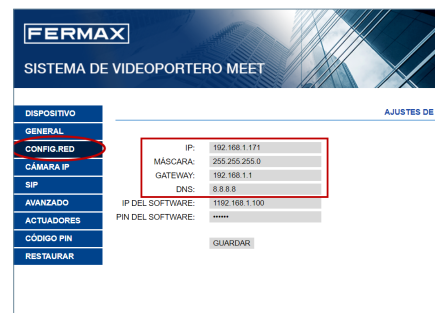 FERMAX
SISTEMA DE VIDEOPORTERO MEET
DISPOSITIVO
AJUSTES DE
GENERAL
CONFIG.RED
CÁMARA IP
SIP
AVANZADO
ACTUADORES
CÓDIGO PIN
RESTAURAR
IP: 192.168.1.171
MÁSCARA: 255.255.255.0
GATEWAY: 192.168.1.1
DNS: 8.8.8.8
IP DEL SOFTWARE: 1192.168.1.100
PIN DEL SOFTWARE: ••••••
GUARDAR